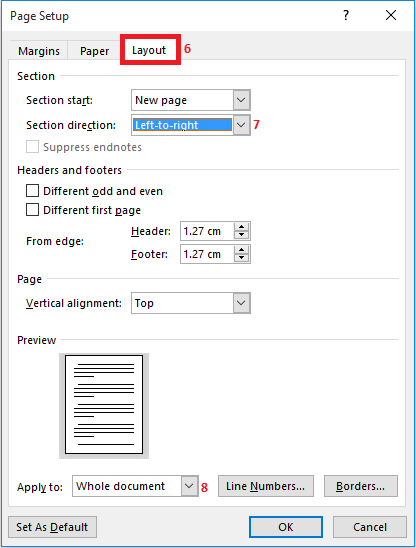 Page Setup ?
Margins Paper Layout 6
Section
Section start: New page
Section direction: Left-to-right 7
Suppress endnotes
Headers and footers
Different odd and even
Different first page
Header: 1.27 cm
From edge:
Footer: 1.27 cm
Page
Vertical alignment: Top
Preview
Apply to: Whole document 8 Line Numbers... Borders...
Set As Default OK Cancel